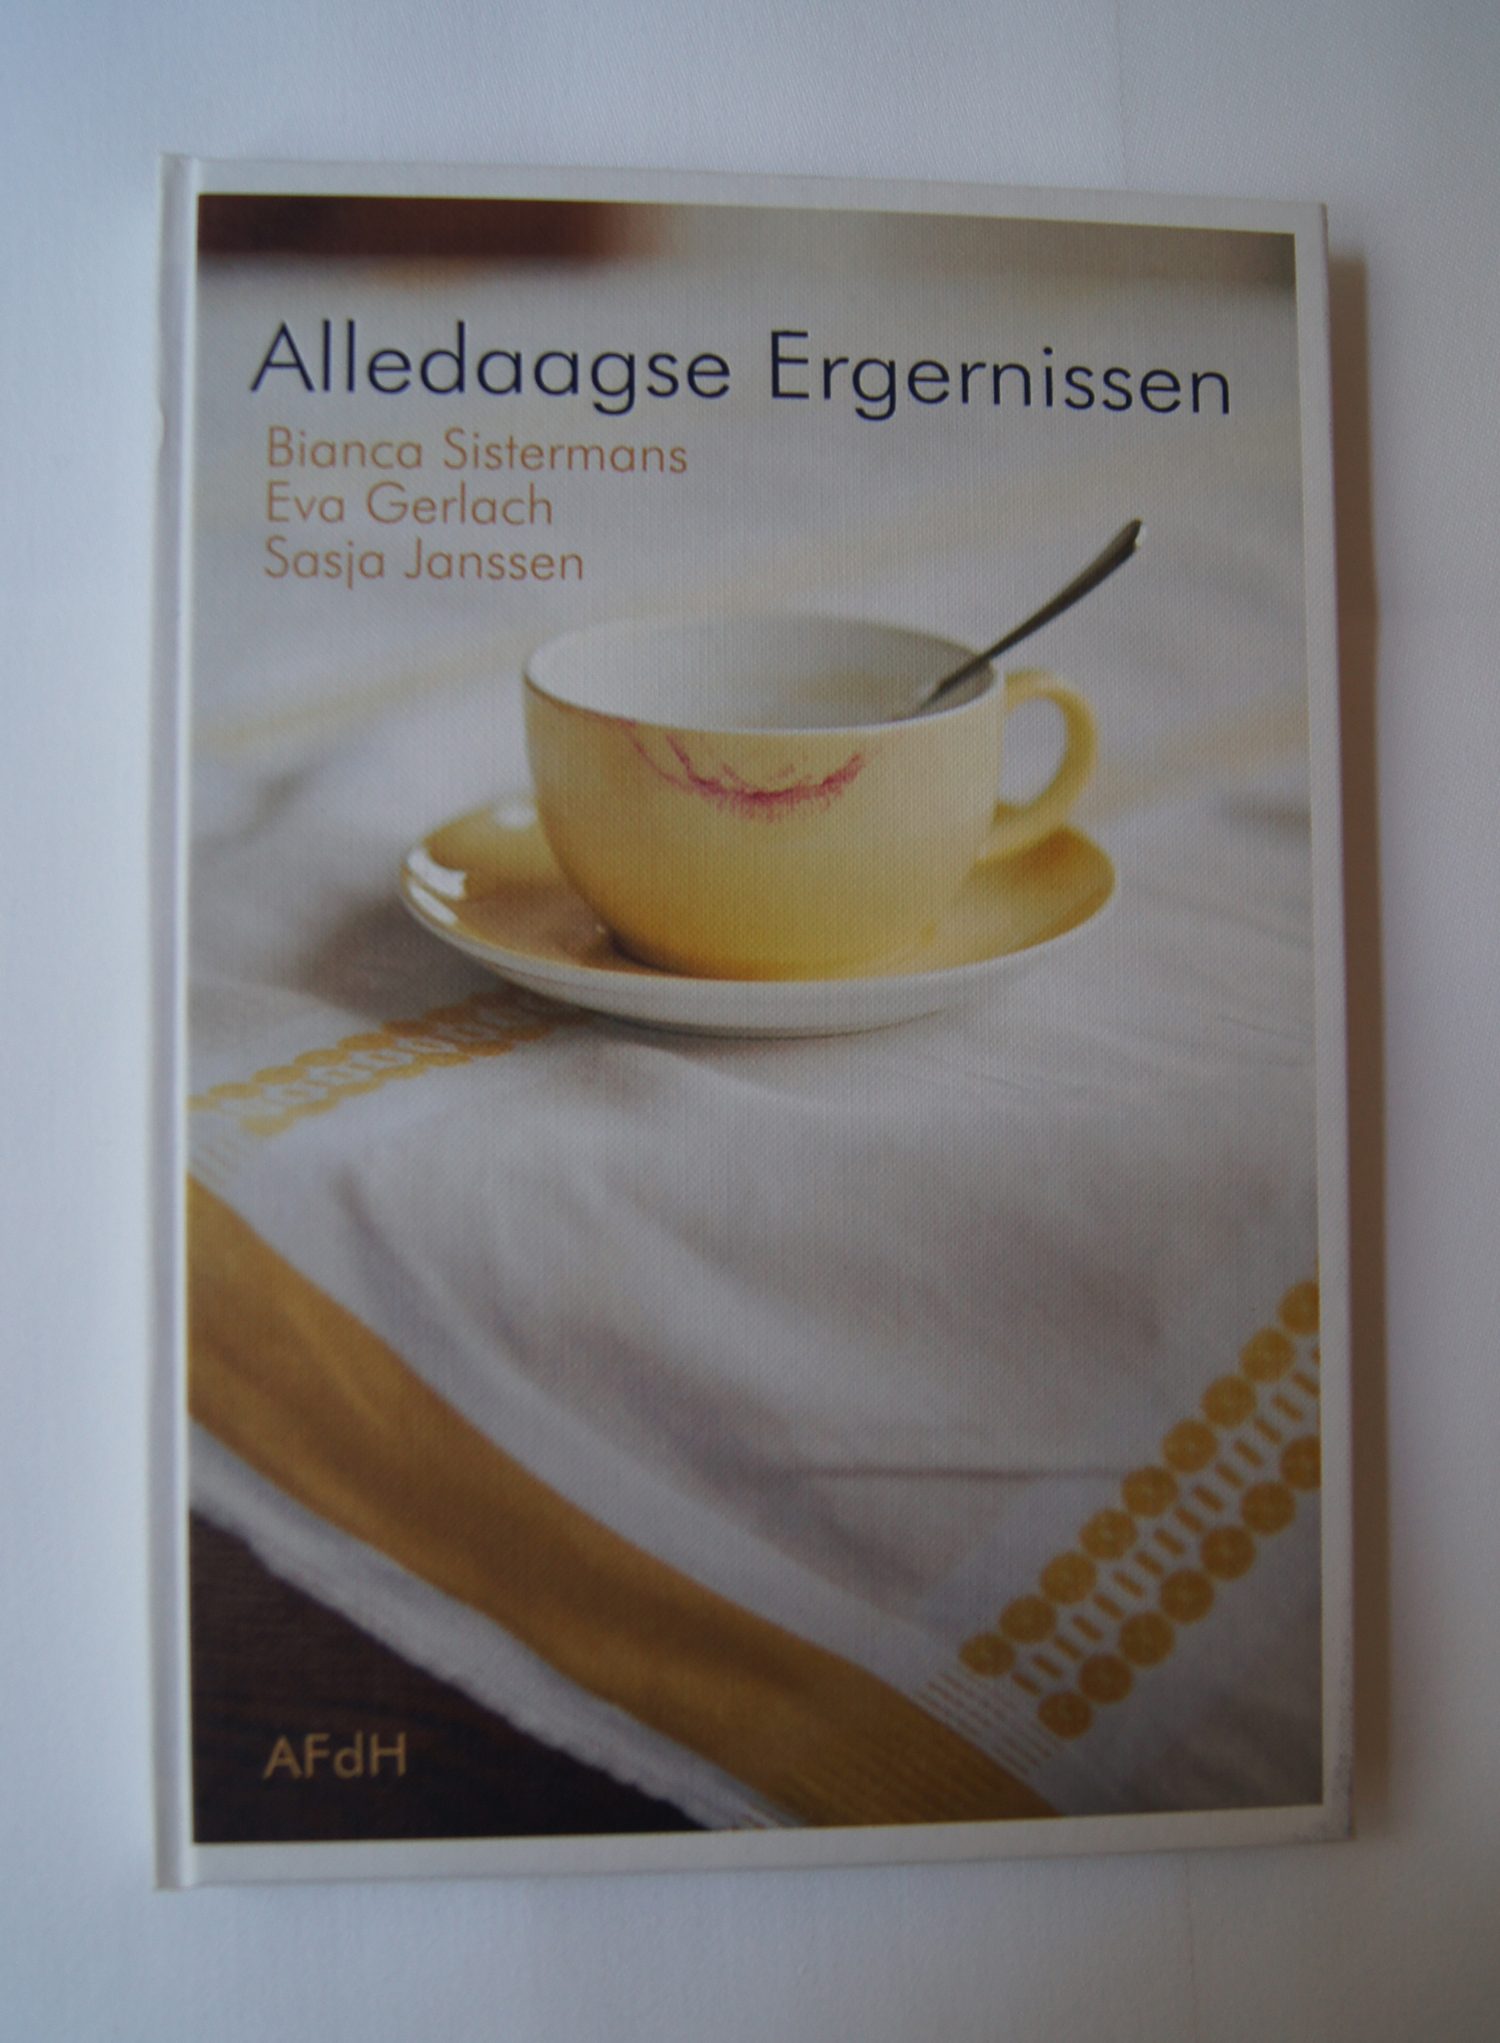 Alledaagse Ergernissen
Bianca Sistermans
Eva Gerlach
Sasja Janssen
AFdH